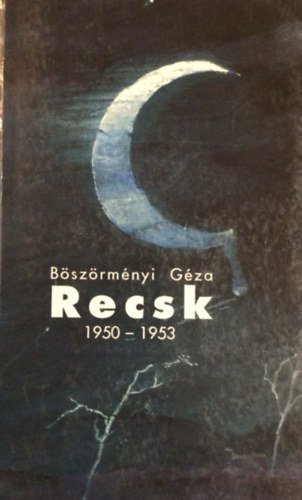 Böszörményi Géza
Recsk
1950 – 1953